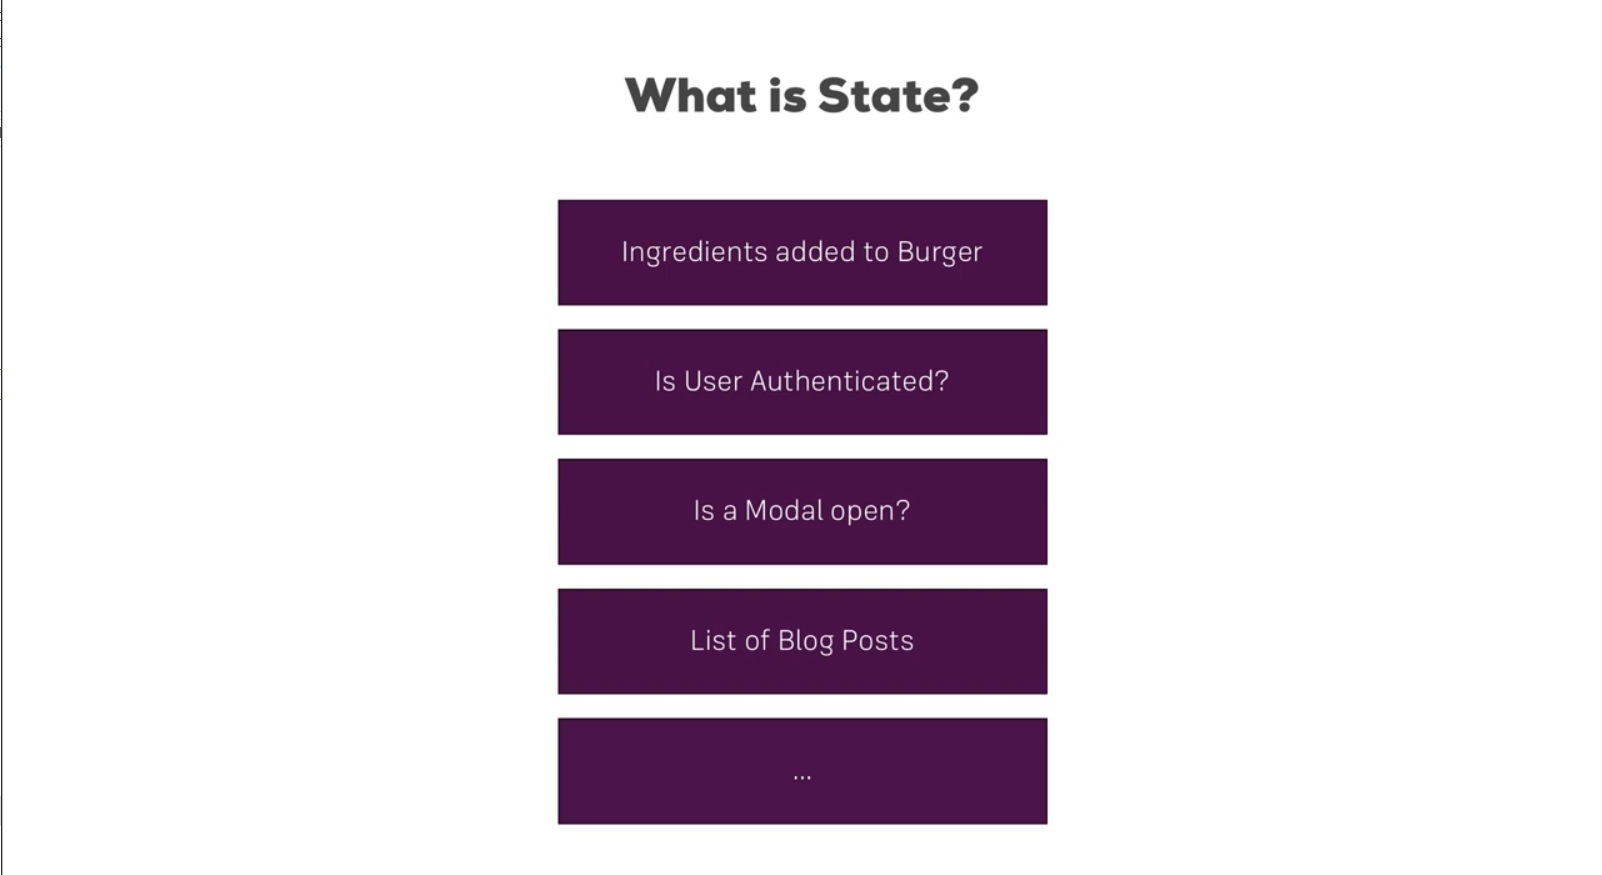 What is State?
Ingredients added to Burger
Is User Authenticated?
Is a Modal open?
List of Blog Posts
...